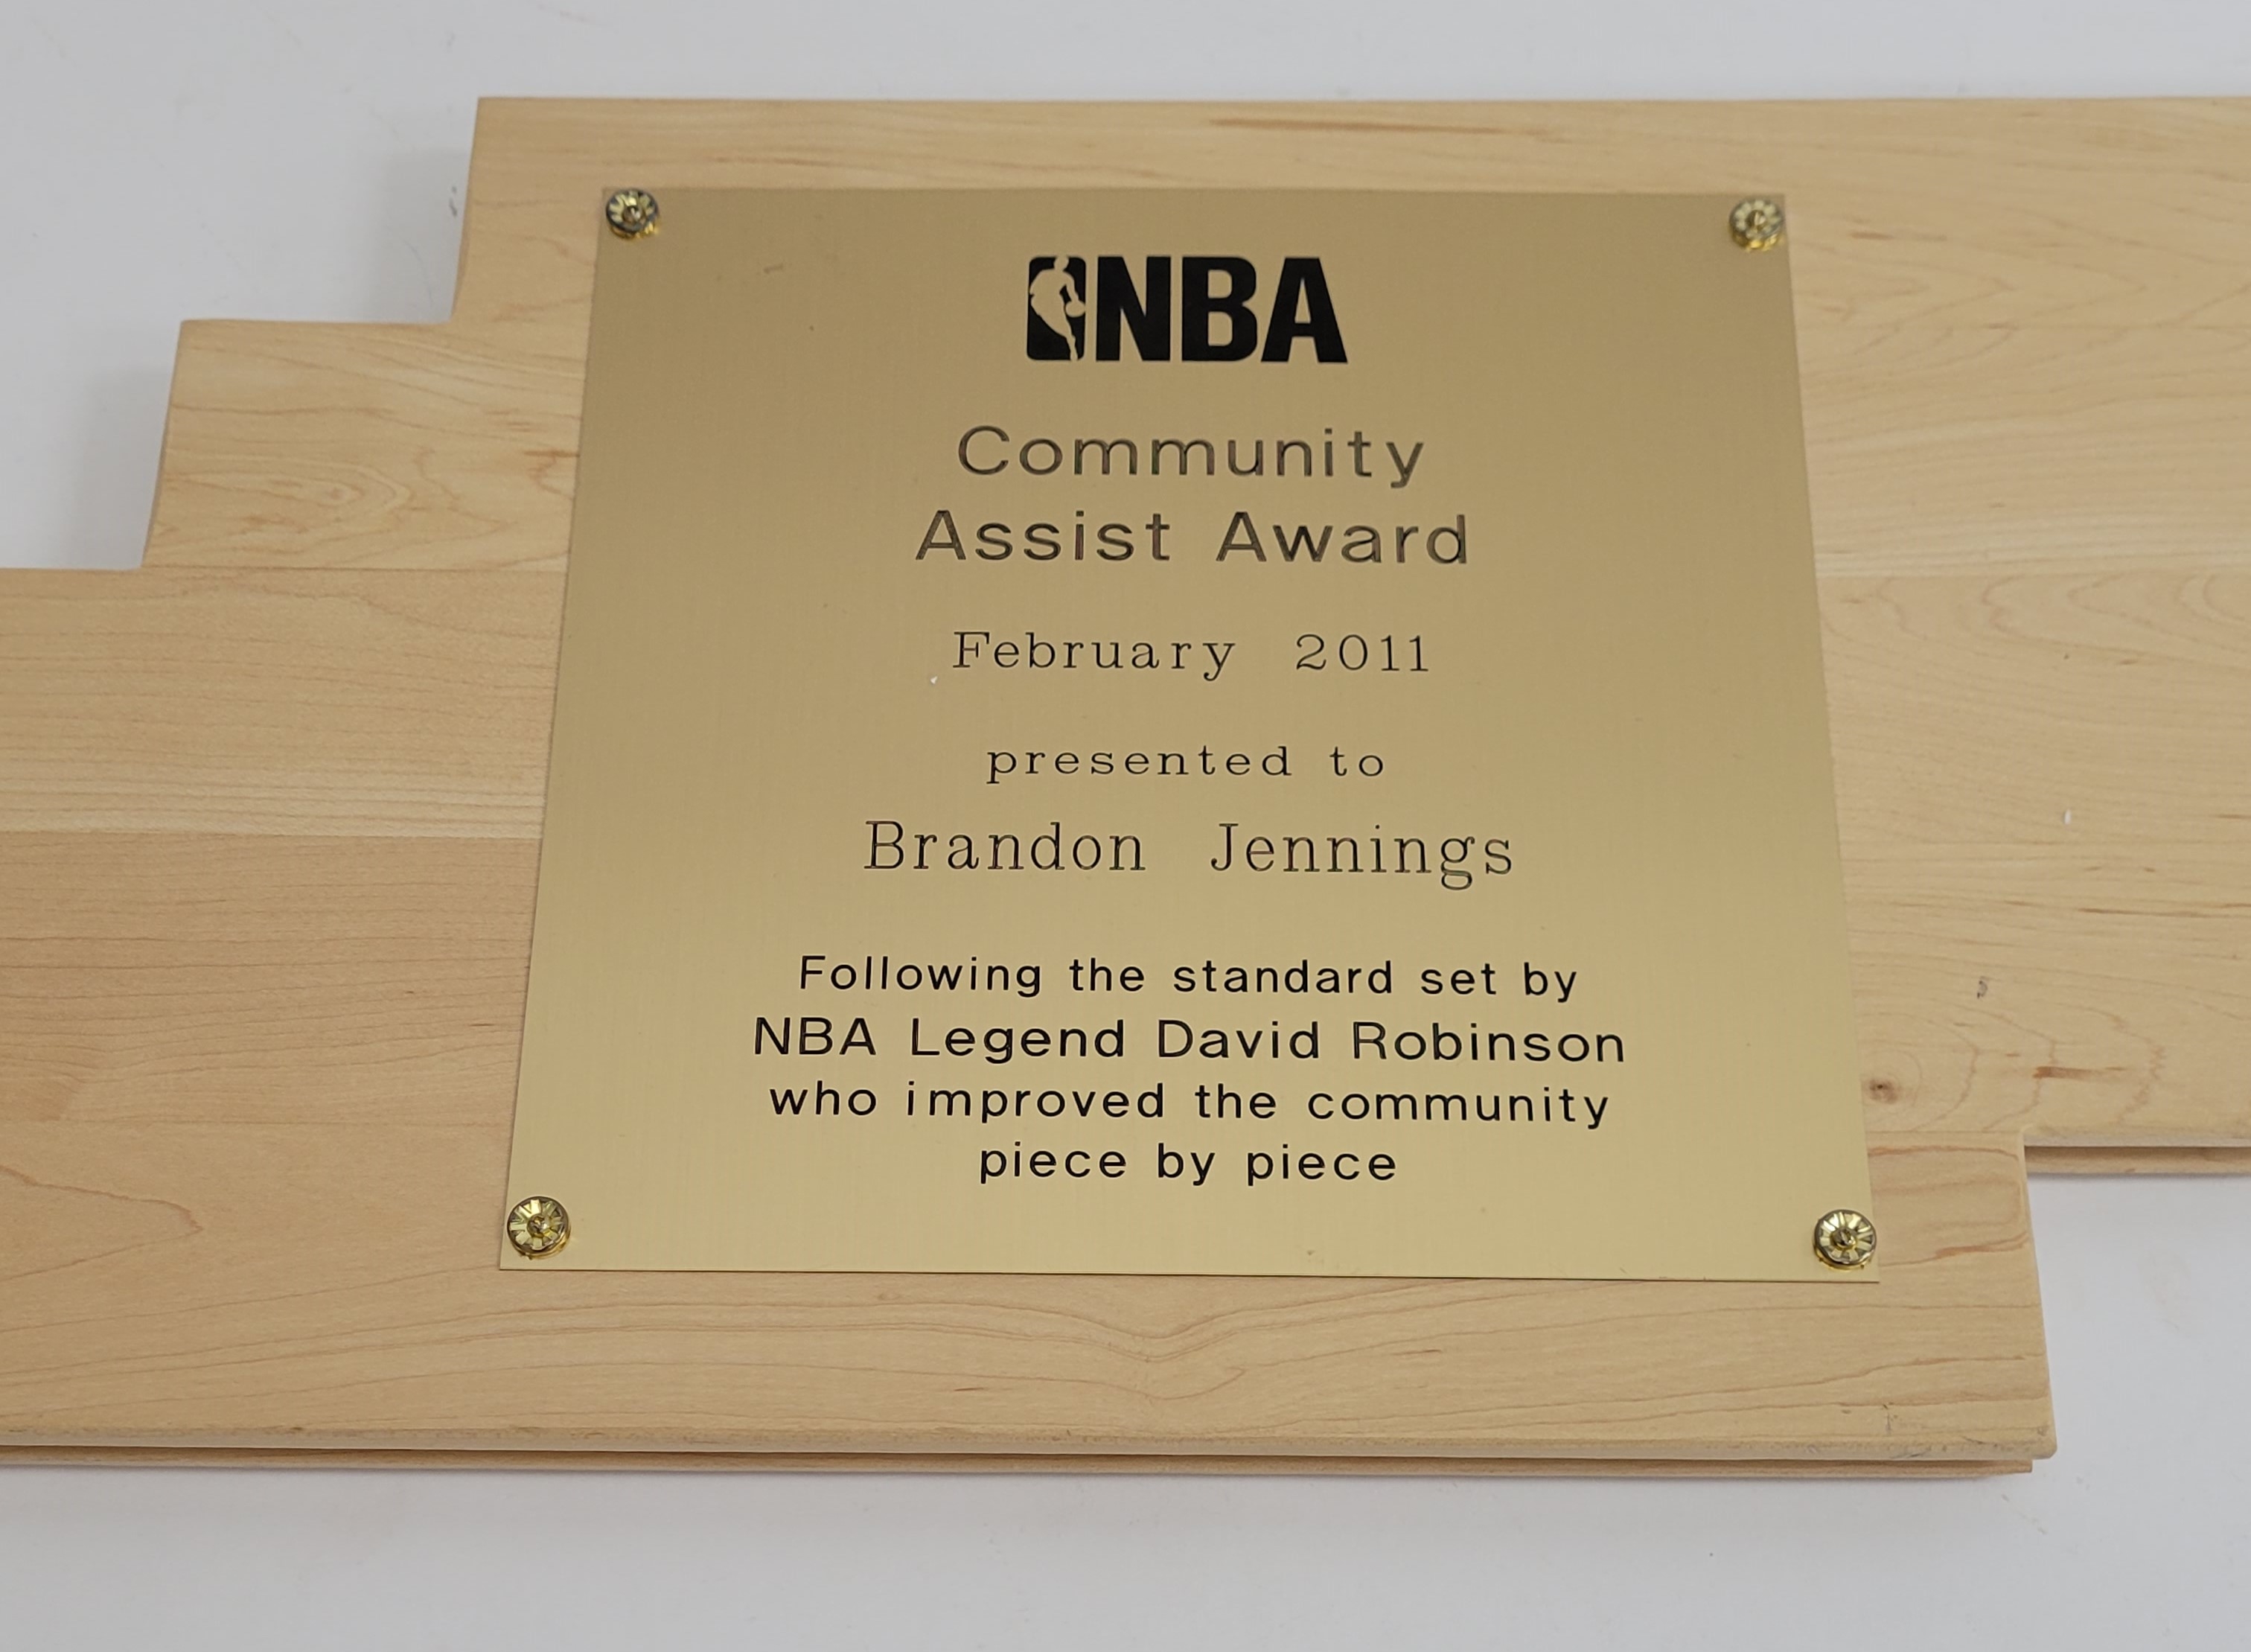 NBA
Community
Assist Award
February 2011
presented to
Brandon Jennings
Following the standard set by
NBA Legend David Robinson
who improved the community
piece by piece